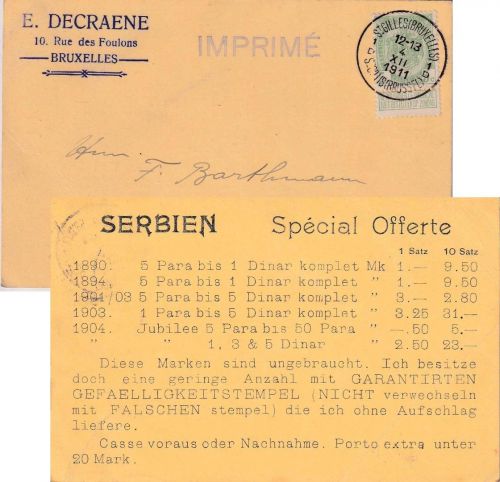 E. DECRAENE
10. Rue des Foulons
BRUXELLES
IMPRIMÉ
ST GILLES (BRUXELLES)
1 12-13 1
D 4 D
XII
1911
Herrn
F. Barthmann
SERBIEN Spécial Offerte
1 Satz 10 Satz
1890. 5 Para bis 1 Dinar komplet Mk 1.— 9.50
1894. 5 Para bis 1 Dinar komplet " 1.— 9.50
1901/03 5 Para bis 5 Dinar komplet " 3.— 2.80
1903. 1 Para bis 5 Dinar komplet " 3.25 31.—
1904. Jubilee 5 Para bis 50 Para " —.50 5.—
" " 1, 3 & 5 Dinar " 2.50 23.—
Diese Marken sind ungebraucht. Ich besitze
doch eine geringe Anzahl mit GARANTIRTEN
GEFAELLIGKEITSTEMPEL (NICHT verwechseln
mit FALSCHEN stempel) die ich ohne Aufschlag
liefere.
Casse voraus oder Nachnahme. Porto extra unter
20 Mark.